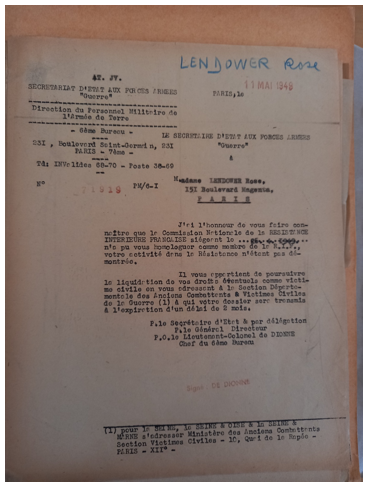 LENDOWER Rose
11 MAI 1949
AT. JV.
SECRETARIAT D'ETAT AUX FORCES ARMEES
"Guerre"
PARIS, le
Direction du Personnel Militaire de
l'Armée de Terre
- 6ème Bureau -
LE SECRETAIRE D'ETAT AUX FORCES ARMEES
231, Boulevard Saint-Germain, 231
"Guerre"
PARIS - 7ème -
à
Tél: INValides 68-70 - Poste
Madame LENDOWER Rose,
N°
PM/6-I
151 Boulevard Magenta,
PARIS
J'ai l'honneur de vous faire con-
naître que la Commission Nationale de la RESISTANCE
INTERIEURE FRANCAISE siégeant le
n'a pu vous homologuer comme membre de la R.I.F.,
votre activité dans la Résistance n'étant pas dé-
montrée.
Il vous appartient de poursuivre
la liquidation de vos droits éventuels comme victi-
me civile en vous adressant à la Section Départe-
mentale des Anciens Combattants & Victimes Civiles
de la Guerre (1) à qui votre dossier sera transmis
à l'expiration d'un délai de 2 mois.
P.le Secrétaire d'Etat & par délégation
P.le Général Directeur
P.O.le Lieutenant-Colonel de
Chef du 6ème Bureau
(1) pour la SEINE, la SEINE & OISE & la SEINE &
MARNE s'adresser Ministère des Anciens Combattants
Section Victimes Civiles - 10, Quai de la Rapée -
PARIS - XII° -